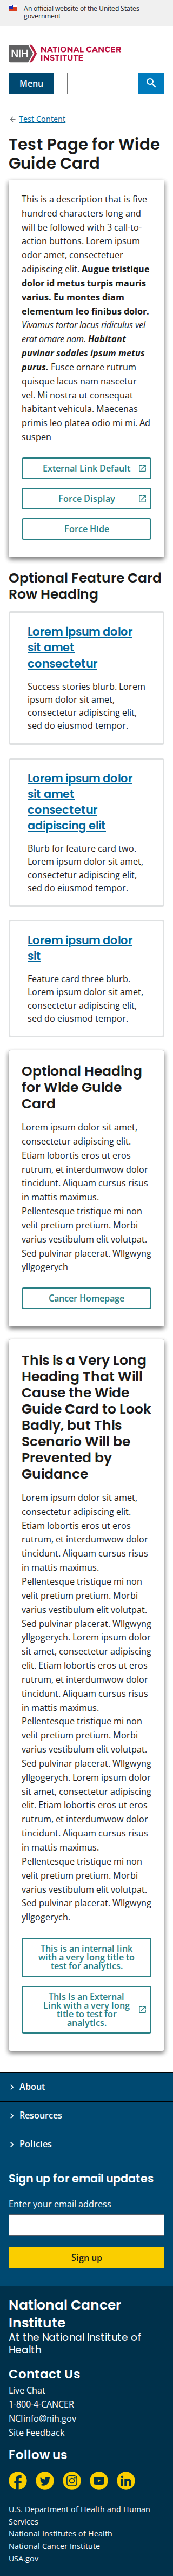 An official website of the United States
government
NIH
NATIONAL CANCER
INSTITUTE
Menu
← Test Content
Test Page for Wide
Guide Card
This is a description that is five
hundred characters long and
will be followed with 3 call-to-
action buttons. Lorem ipsum
odor amet, consectetuer
adipiscing elit. Augue tristique
dolor id metus turpis mauris
varius. Eu montes diam
elementum leo finibus dolor.
Vivamus tortor lacus ridiculus vel
erat ornare nam. Habitant
puvinar sodales ipsum metus
purus. Fusce ornare rutrum
quisque lacus nam nascetur
vel. Mi nostra ut consequat
habitant vehicula. Maecenas
primis leo platea odio mi mi. Ad
suspen
External Link Default
Force Display
Force Hide
Optional Feature Card
Row Heading
Lorem ipsum dolor
sit amet
consectetur
Success stories blurb. Lorem
ipsum dolor sit amet,
consectetur adipiscing elit,
sed do eiusmod tempor.
Lorem ipsum dolor
sit amet
consectetur
adipiscing elit
Blurb for feature card two.
Lorem ipsum dolor sit amet,
consectetur adipiscing elit,
sed do eiusmod tempor.
Lorem ipsum dolor
sit
Feature card three blurb.
Lorem ipsum dolor sit amet,
consectetur adipiscing elit,
sed do eiusmod tempor.
Optional Heading
for Wide Guide
Card
Lorem ipsum dolor sit amet,
consectetur adipiscing elit.
Etiam lobortis eros ut eros
rutrum, et interdumwow dolor
tincidunt. Aliquam cursus risus
in mattis maximus.
Pellentesque tristique mi non
velit pretium pretium. Morbi
varius vestibulum elit volutpat.
Sed pulvinar placerat. Wllgwyng
yllgogerych
Cancer Homepage
This is a Very Long
Heading That Will
Cause the Wide
Guide Card to Look
Badly, but This
Scenario Will be
Prevented by
Guidance
Lorem ipsum dolor sit amet,
consectetur adipiscing elit.
Etiam lobortis eros ut eros
rutrum, et interdumwow dolor
tincidunt. Aliquam cursus risus
in mattis maximus.
Pellentesque tristique mi non
velit pretium pretium. Morbi
varius vestibulum elit volutpat.
Sed pulvinar placerat. Wllgwyng
yllgogerych. Lorem ipsum dolor
sit amet, consectetur adipiscing
elit. Etiam lobortis eros ut eros
rutrum, et interdumwow dolor
tincidunt. Aliquam cursus risus
in mattis maximus.
Pellentesque tristique mi non
velit pretium pretium. Morbi
varius vestibulum elit volutpat.
Sed pulvinar placerat. Wllgwyng
yllgogerych. Lorem ipsum dolor
sit amet, consectetur adipiscing
elit. Etiam lobortis eros ut eros
rutrum, et interdumwow dolor
tincidunt. Aliquam cursus risus
in mattis maximus.
Pellentesque tristique mi non
velit pretium pretium. Morbi
varius vestibulum elit volutpat.
Sed pulvinar placerat. Wllgwyng
yllgogerych.
This is an internal link
with a very long title to
test for analytics.
This is an External
Link with a very long
title to test for
analytics.
About
Resources
Policies
Sign up for email updates
Enter your email address
Sign up
National Cancer
Institute
At the National Institute of
Health
Contact Us
Live Chat
1-800-4-CANCER
NCIinfo@nih.gov
Site Feedback
Follow us
U.S. Department of Health and Human
Services
National Institutes of Health
National Cancer Institute
USA.gov